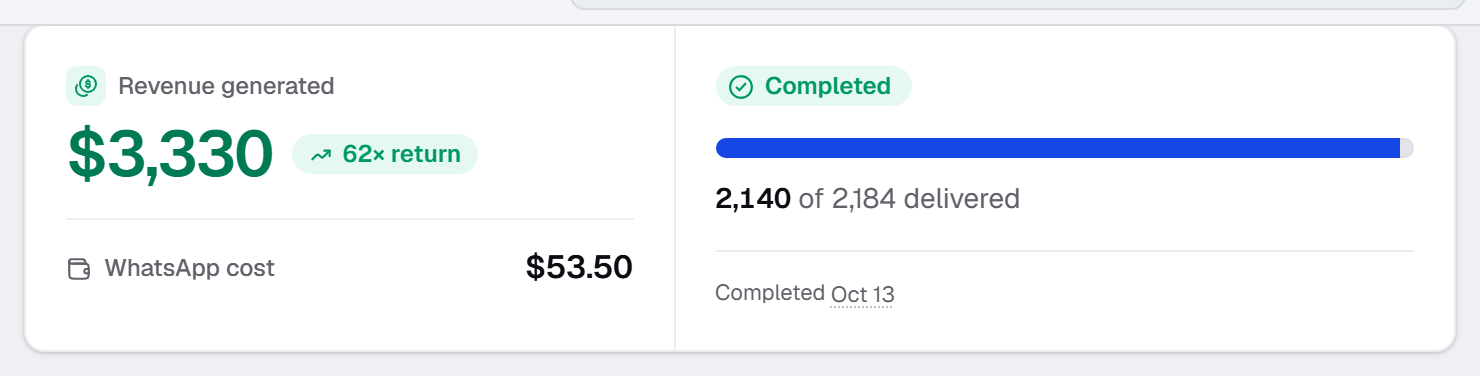 Revenue generated
$3,330 62× return
WhatsApp cost $53.50
Completed
2,140 of 2,184 delivered
Completed Oct 13